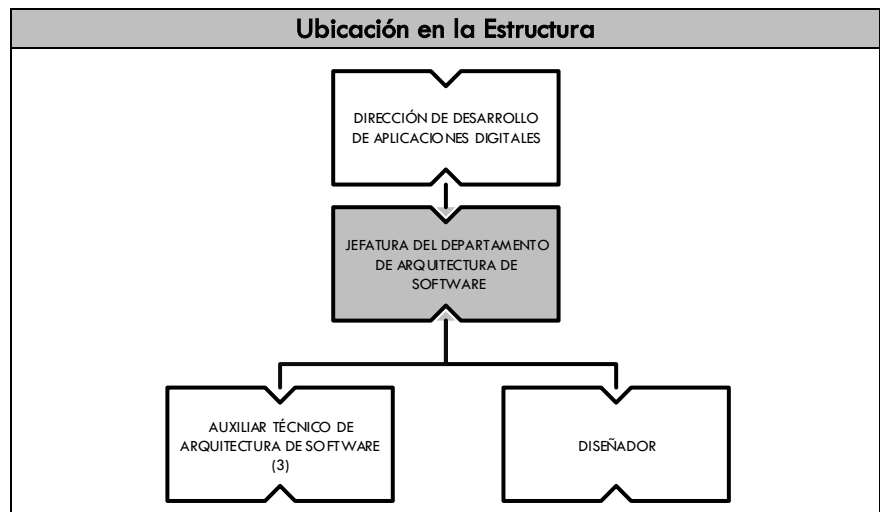 Ubicación en la Estructura
DIRECCIÓN DE DESARROLLO
DE APLICACIONES DIGITALES
JEFATURA DEL DEPARTAMENTO
DE ARQUITECTURA DE
SOFTWARE
AUXILIAR TÉCNICO DE
ARQUITECTURA DE SOFTWARE
(3)
DISEÑADOR